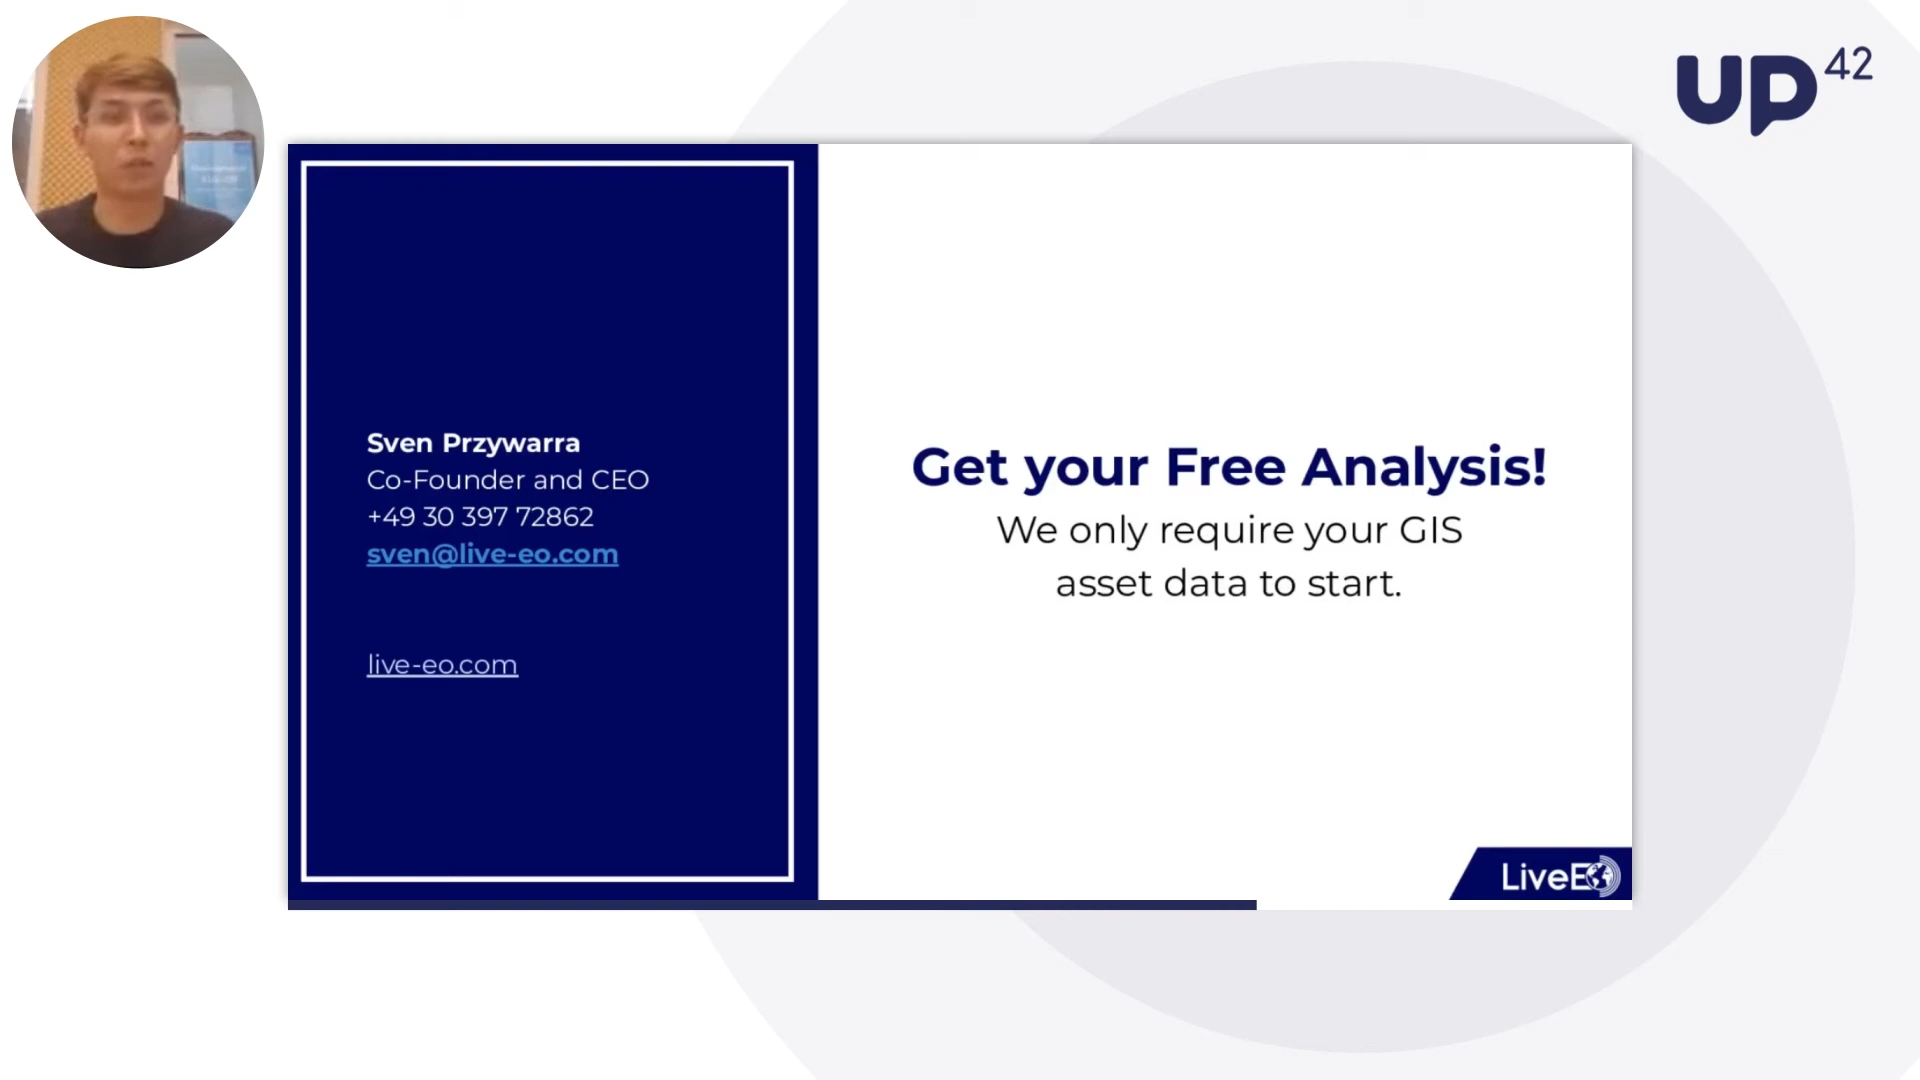 UP42
Sven Przywarra
Co-Founder and CEO
+49 30 397 72862
sven@live-eo.com
live-eo.com
Get your Free Analysis!
We only require your GIS
asset data to start.
LiveEO